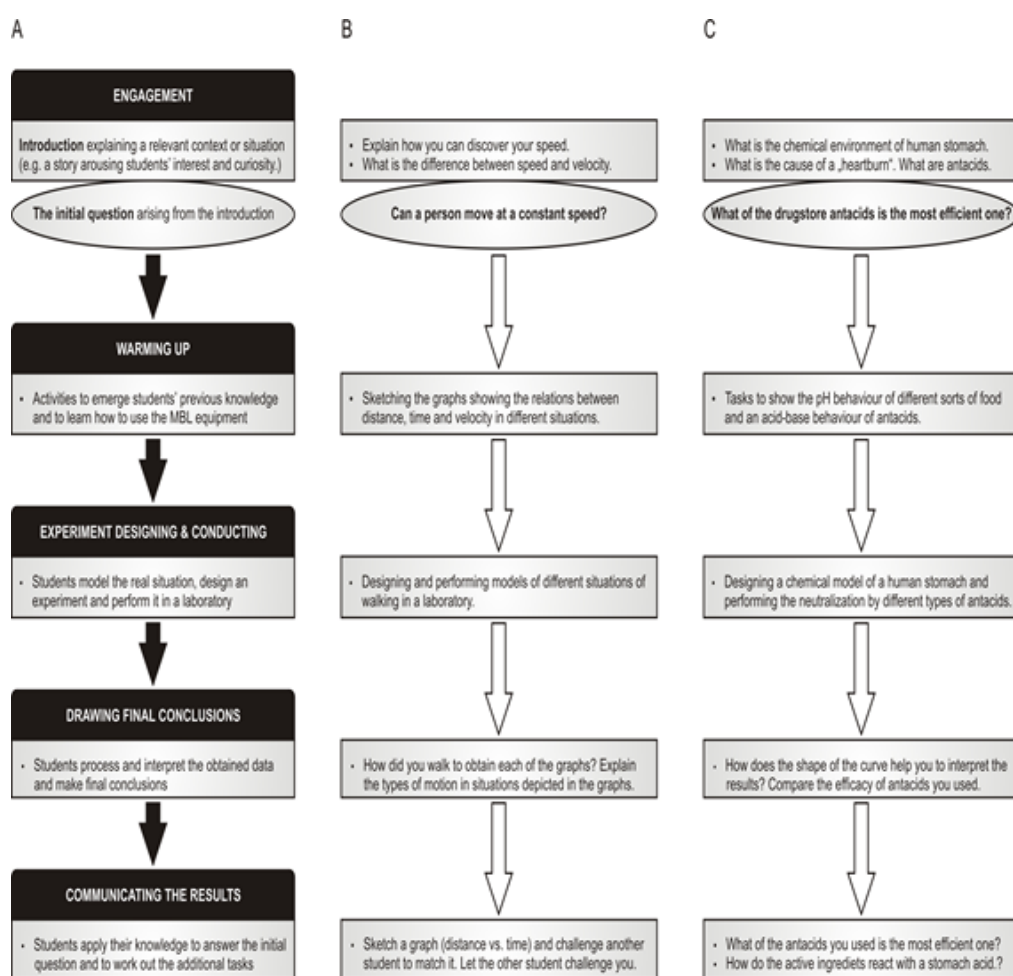 A
ENGAGEMENT
Introduction explaining a relevant context or situation
(e.g. a story arousing students' interest and curiosity.)
The initial question arising from the introduction
WARMING UP
• Activities to emerge students' previous knowledge
and to learn how to use the MBL equipment
EXPERIMENT DESIGNING & CONDUCTING
• Students model the real situation, design an
experiment and perform it in a laboratory
DRAWING FINAL CONCLUSIONS
• Students process and interpret the obtained data
and make final conclusions
COMMUNICATING THE RESULTS
• Students apply their knowledge to answer the initial
question and to work out the additional tasks
B
• Explain how you can discover your speed.
• What is the difference between speed and velocity.
Can a person move at a constant speed?
• Sketching the graphs showing the relations between
distance, time and velocity in different situations.
• Designing and performing models of different situations of
walking in a laboratory.
• How did you walk to obtain each of the graphs? Explain
the types of motion in situations depicted in the graphs.
• Sketch a graph (distance vs. time) and challenge another
student to match it. Let the other student challenge you.
C
• What is the chemical environment of human stomach.
• What is the cause of a „heartburn“. What are antacids.
What of the drugstore antacids is the most efficient one?
• Tasks to show the pH behaviour of different sorts of food
and an acid-base behaviour of antacids.
• Designing a chemical model of a human stomach and
performing the neutralization by different types of antacids.
• How does the shape of the curve help you to interpret the
results? Compare the efficacy of antacids you used.
• What of the antacids you used is the most efficient one?
• How do the active ingrediets react with a stomach acid.?